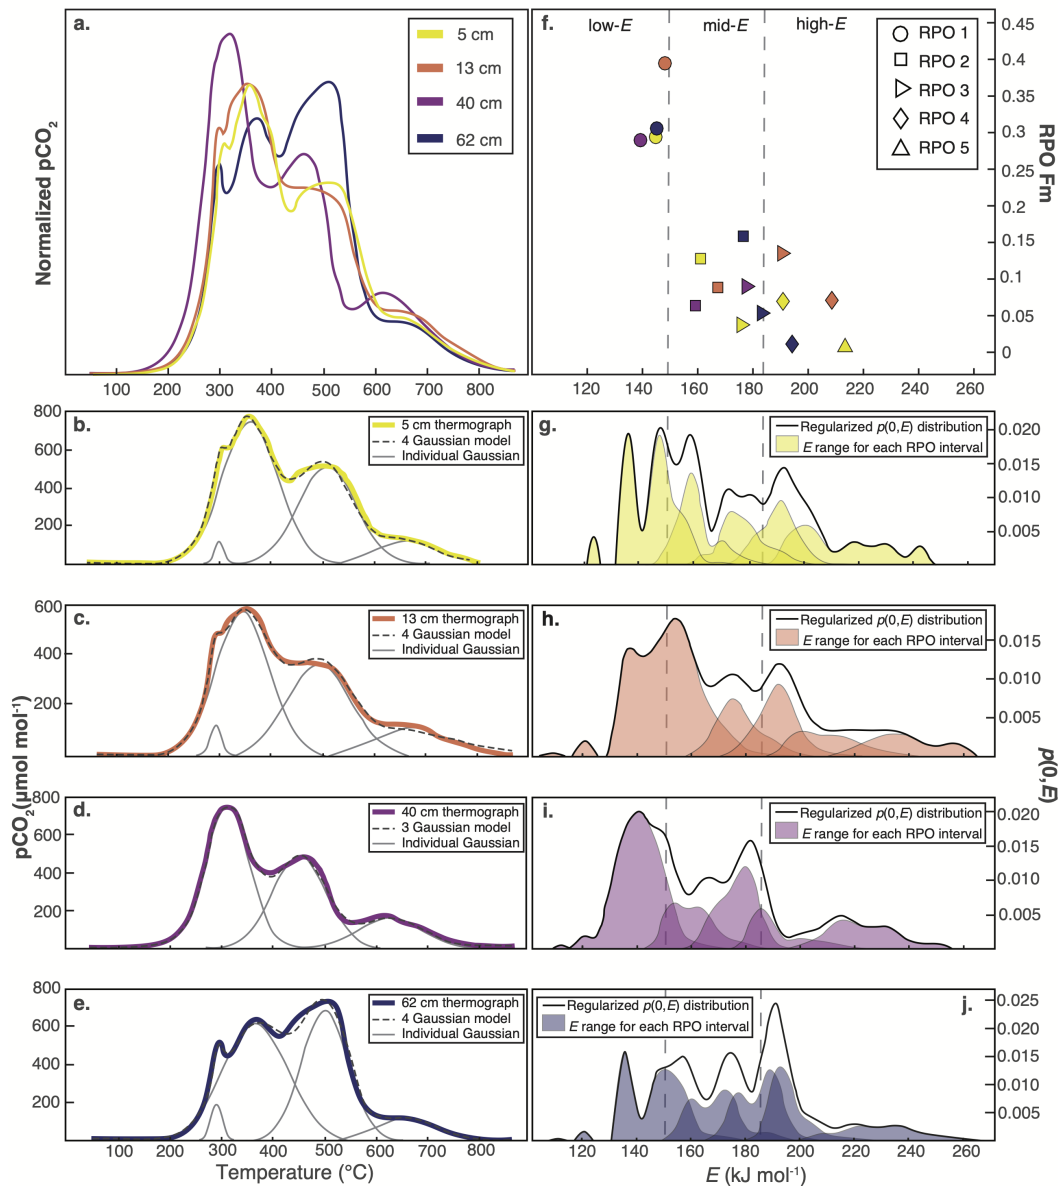 a.
5 cm
13 cm
40 cm
62 cm
Normalized pCO2
100 200 300 400 500 600 700 800
f.
low-E mid-E high-E
RPO 1
RPO 2
RPO 3
RPO 4
RPO 5
0.45
0.4
0.35
0.3
0.25
0.2
0.15
0.1
0.05
0
RPO Fm
120 140 160 180 200 220 240 260
b.
5 cm thermograph
4 Gaussian model
Individual Gaussian
800
600
400
200
g.
Regularized p(0,E) distribution
E range for each RPO interval
0.020
0.015
0.010
0.005
c.
13 cm thermograph
4 Gaussian model
Individual Gaussian
600
400
200
h.
Regularized p(0,E) distribution
E range for each RPO interval
0.015
0.010
0.005
d.
40 cm thermograph
3 Gaussian model
Individual Gaussian
800
600
400
200
i.
Regularized p(0,E) distribution
E range for each RPO interval
0.020
0.015
0.010
0.005
e.
62 cm thermograph
4 Gaussian model
Individual Gaussian
800
600
400
200
j.
Regularized p(0,E) distribution
E range for each RPO interval
0.025
0.020
0.015
0.010
0.005
pCO2(µmol mol-1)
p(0,E)
100 200 300 400 500 600 700 800
Temperature (°C)
120 140 160 180 200 220 240 260
E (kJ mol-1)